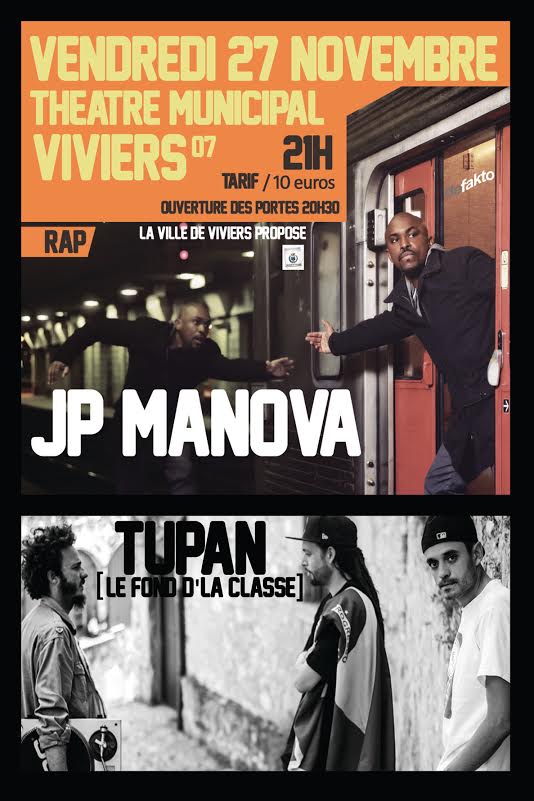 VENDREDI 27 NOVEMBRE
THEATRE MUNICIPAL
VIVIERS 07
21H
TARIF / 10 euros
OUVERTURE DES PORTES 20H30
RAP
LA VILLE DE VIVIERS PROPOSE
defakto
JP MANOVA
TUPAN
[LE FOND D'LA CLASSE]